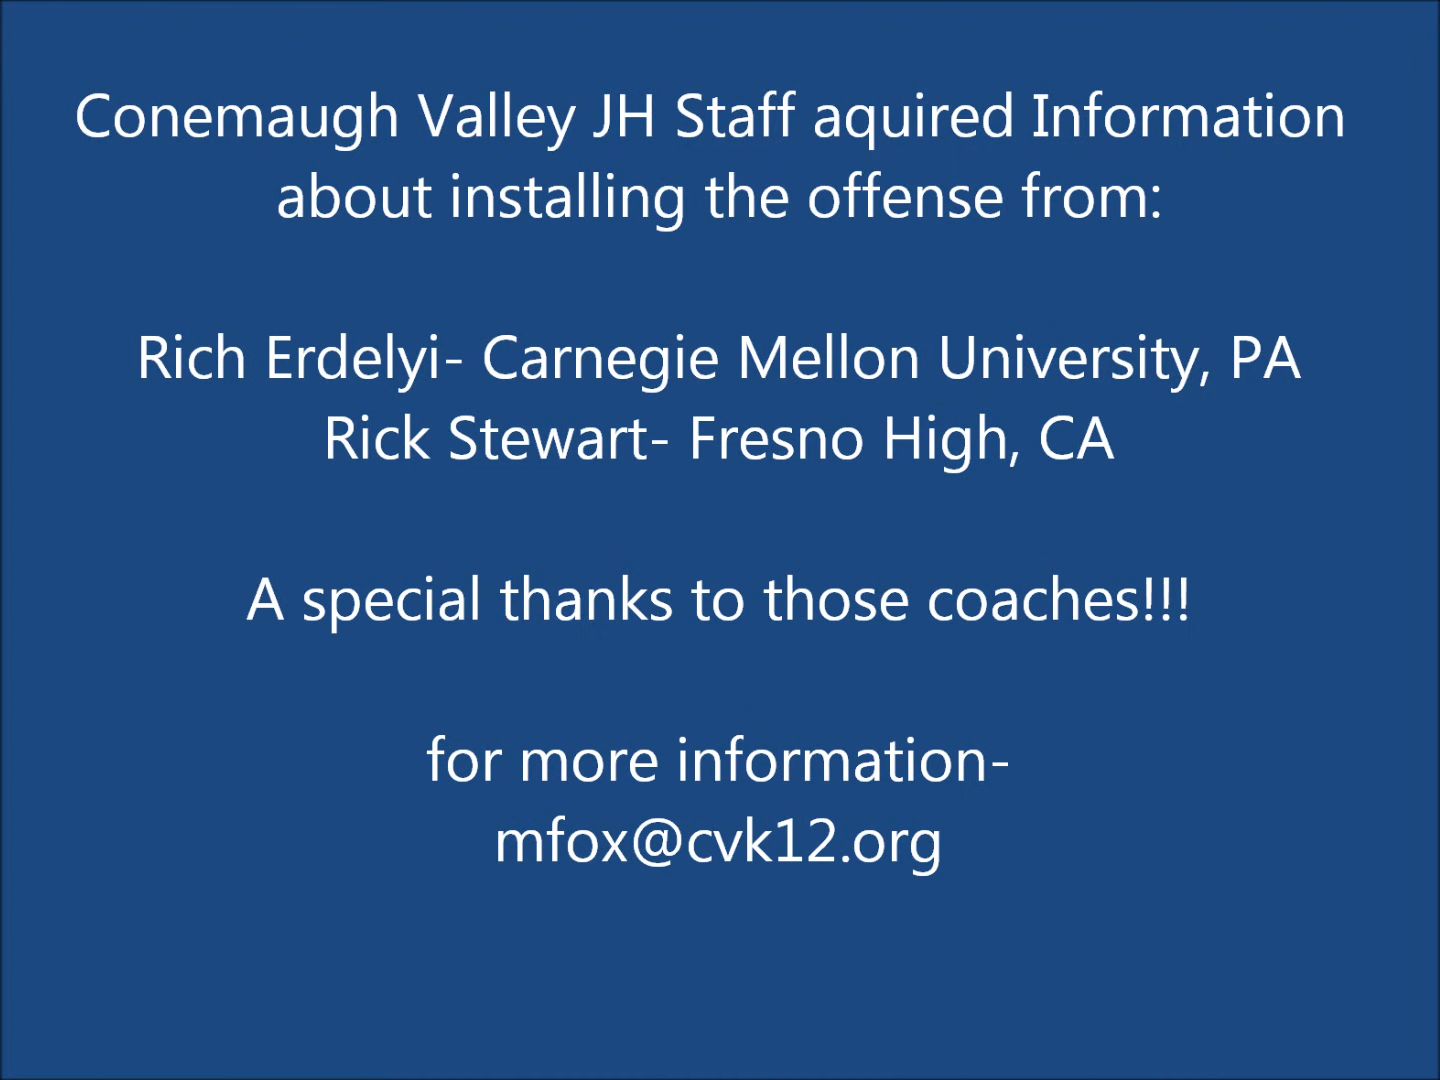 Conemaugh Valley JH Staff aquired Information
about installing the offense from:
Rich Erdelyi- Carnegie Mellon University, PA
Rick Stewart- Fresno High, CA
A special thanks to those coaches!!!
for more information-
mfox@cvk12.org